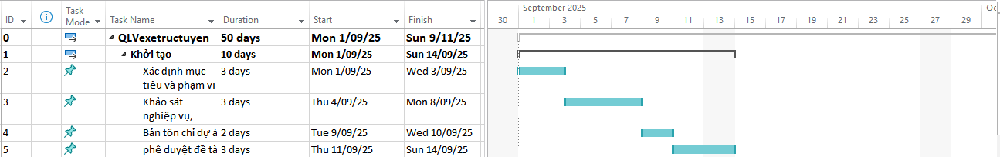 ID Task Mode Task Name Duration Start Finish
September 2025 Oc
30 1 3 5 7 9 11 13 15 17 19 21 23 25 27 29
0 QLVexetructuyen 50 days Mon 1/09/25 Sun 9/11/25
1 Khởi tạo 10 days Mon 1/09/25 Sun 14/09/25
2 Xác định mục 3 days Mon 1/09/25 Wed 3/09/25
tiêu và phạm vi
3 Khảo sát 3 days Thu 4/09/25 Mon 8/09/25
nghiệp vụ,
4 Bản tôn chỉ dự á 2 days Tue 9/09/25 Wed 10/09/25
5 phê duyệt đề tà 3 days Thu 11/09/25 Sun 14/09/25